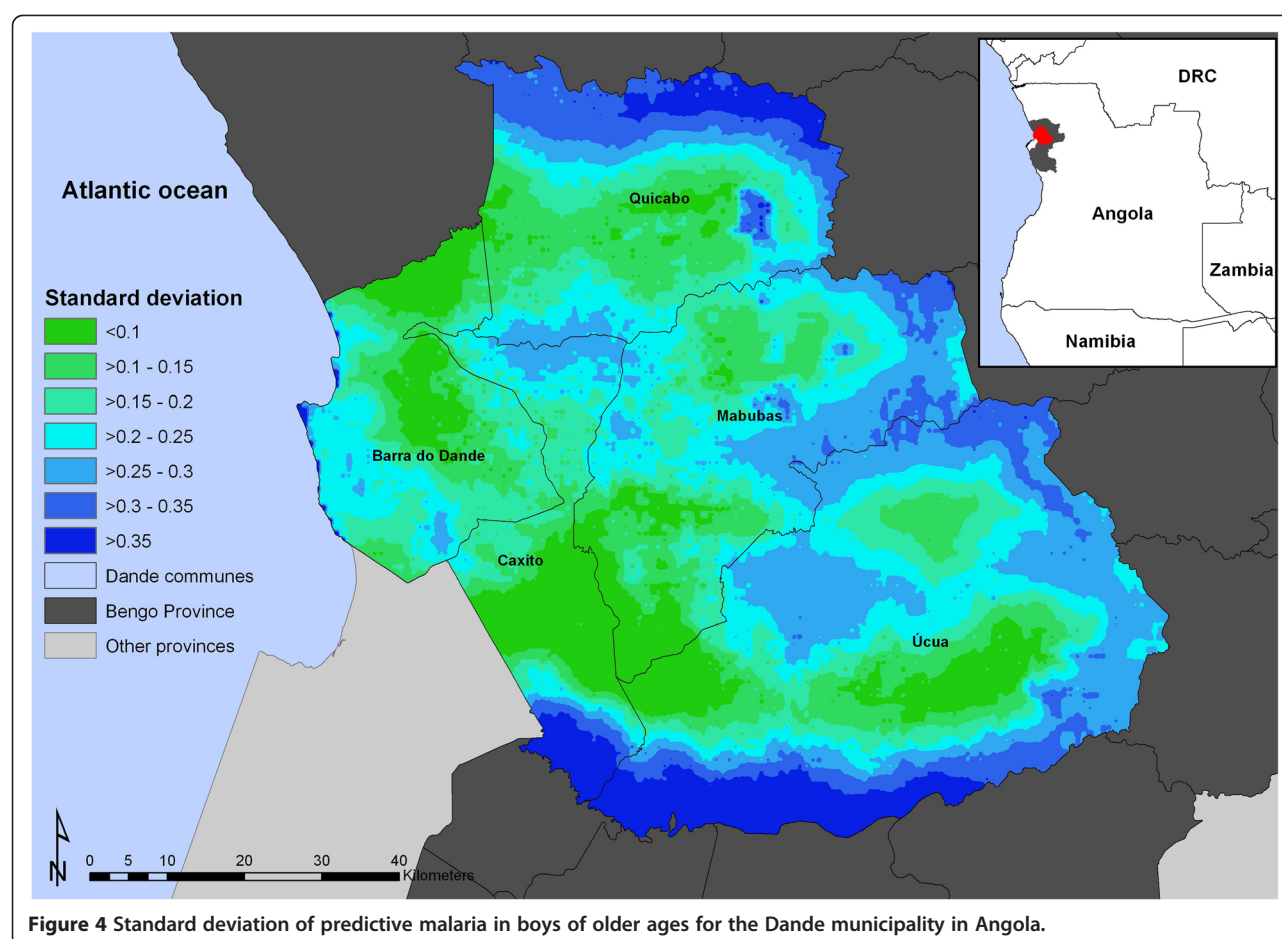 DRC
Angola
Zambia
Namibia
Atlantic ocean
Quicabo
Mabubas
Barra do Dande
Caxito
Úcua
Standard deviation
<0.1
>0.1 - 0.15
>0.15 - 0.2
>0.2 - 0.25
>0.25 - 0.3
>0.3 - 0.35
>0.35
Dande communes
Bengo Province
Other provinces
N
0 5 10 20 30 40
Kilometers
Figure 4 Standard deviation of predictive malaria in boys of older ages for the Dande municipality in Angola.